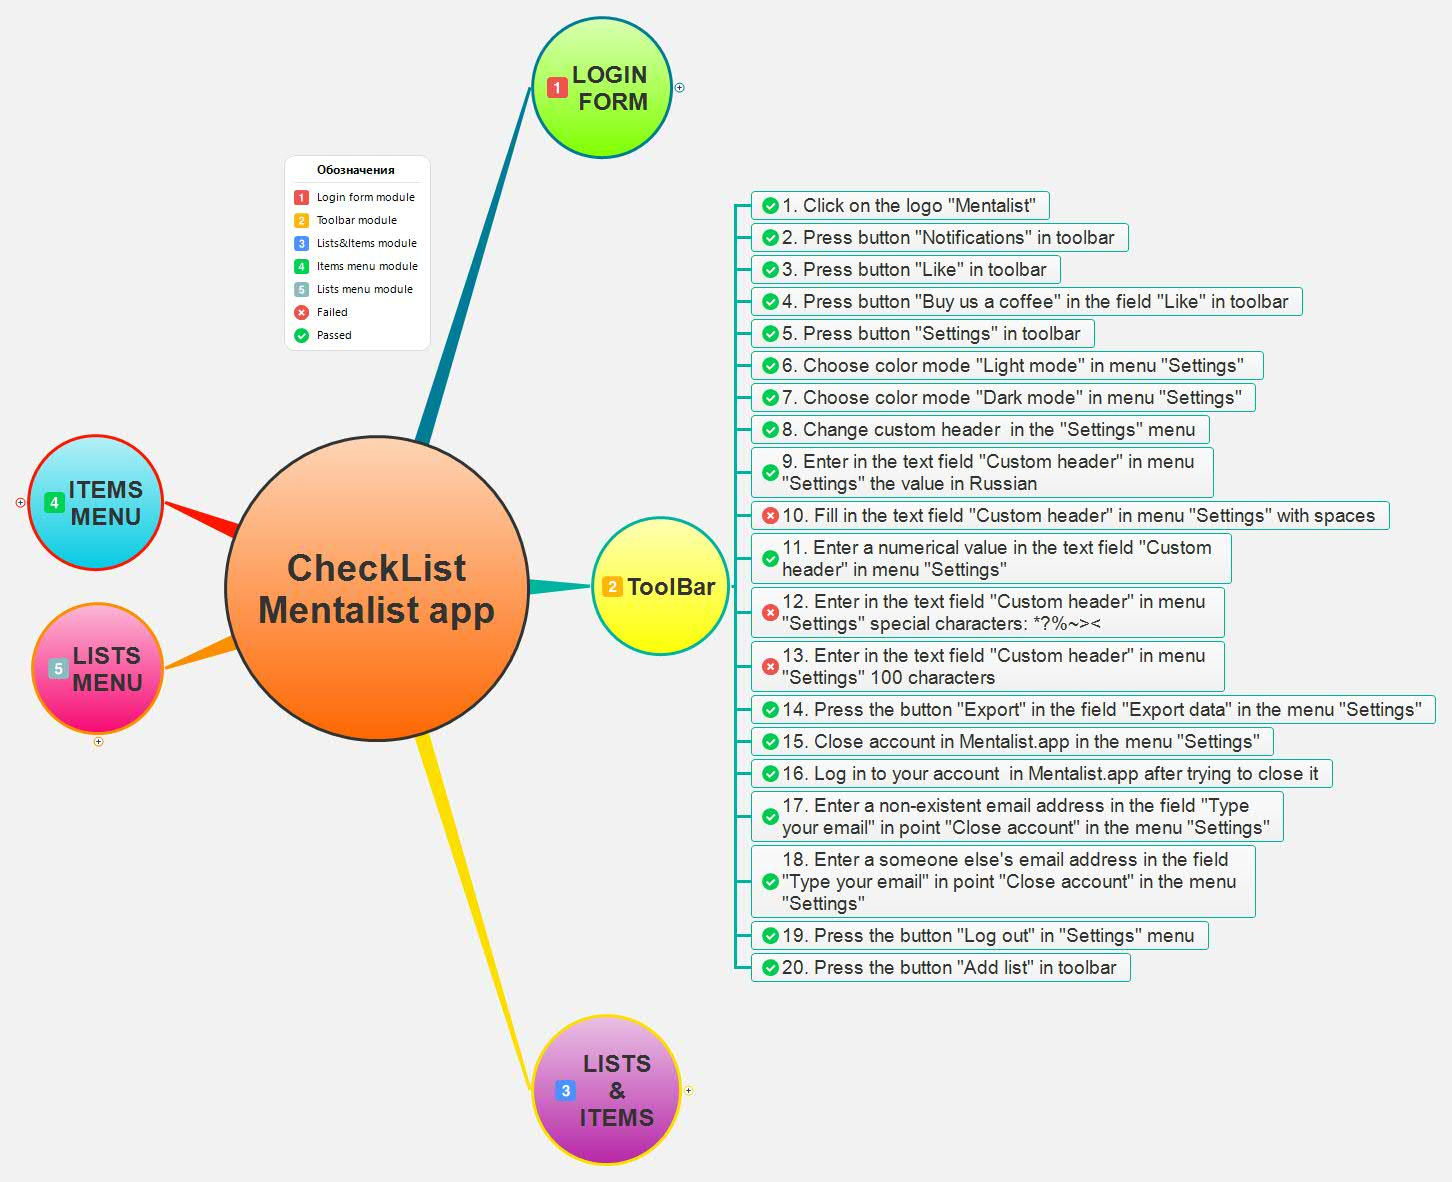 1 LOGIN
FORM
Обозначения
1 Login form module
2 Toolbar module
3 Lists&Items module
4 Items menu module
5 Lists menu module
Failed
Passed
4 ITEMS
MENU
5 LISTS
MENU
CheckList
Mentalist app
2 ToolBar
1. Click on the logo "Mentalist"
2. Press button "Notifications" in toolbar
3. Press button "Like" in toolbar
4. Press button "Buy us a coffee" in the field "Like" in toolbar
5. Press button "Settings" in toolbar
6. Choose color mode "Light mode" in menu "Settings"
7. Choose color mode "Dark mode" in menu "Settings"
8. Change custom header in the "Settings" menu
9. Enter in the text field "Custom header" in menu
"Settings" the value in Russian
10. Fill in the text field "Custom header" in menu "Settings" with spaces
11. Enter a numerical value in the text field "Custom
header" in menu "Settings"
12. Enter in the text field "Custom header" in menu
"Settings" special characters: *?%~><
13. Enter in the text field "Custom header" in menu
"Settings" 100 characters
14. Press the button "Export" in the field "Export data" in the menu "Settings"
15. Close account in Mentalist.app in the menu "Settings"
16. Log in to your account in Mentalist.app after trying to close it
17. Enter a non-existent email address in the field "Type
your email" in point "Close account" in the menu "Settings"
18. Enter a someone else's email address in the field
"Type your email" in point "Close account" in the menu
"Settings"
19. Press the button "Log out" in "Settings" menu
20. Press the button "Add list" in toolbar
LISTS
3 &
ITEMS